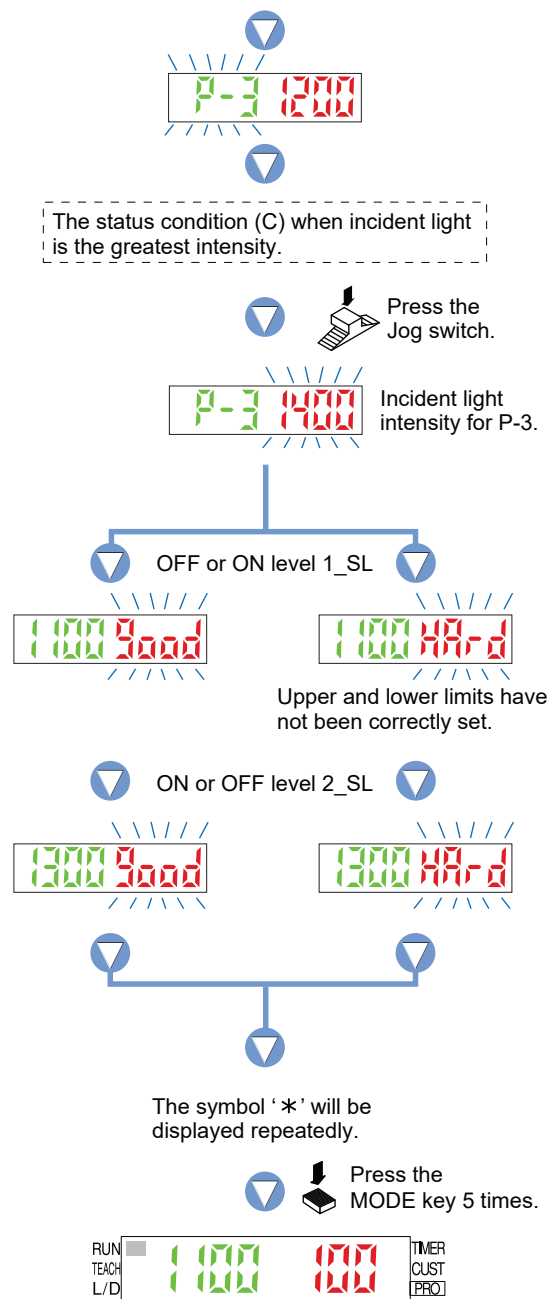 P-3 1200
The status condition (C) when incident light
is the greatest intensity.
Press the
Jog switch.
P-3 1400
Incident light
intensity for P-3.
OFF or ON level 1_SL
1100 Good
1100 HArd
Upper and lower limits have
not been correctly set.
ON or OFF level 2_SL
1300 Good
1300 HArd
The symbol ‘ * ’ will be
displayed repeatedly.
Press the
MODE key 5 times.
RUN
TEACH
L/D
1100 100
TIMER
CUST
PRO